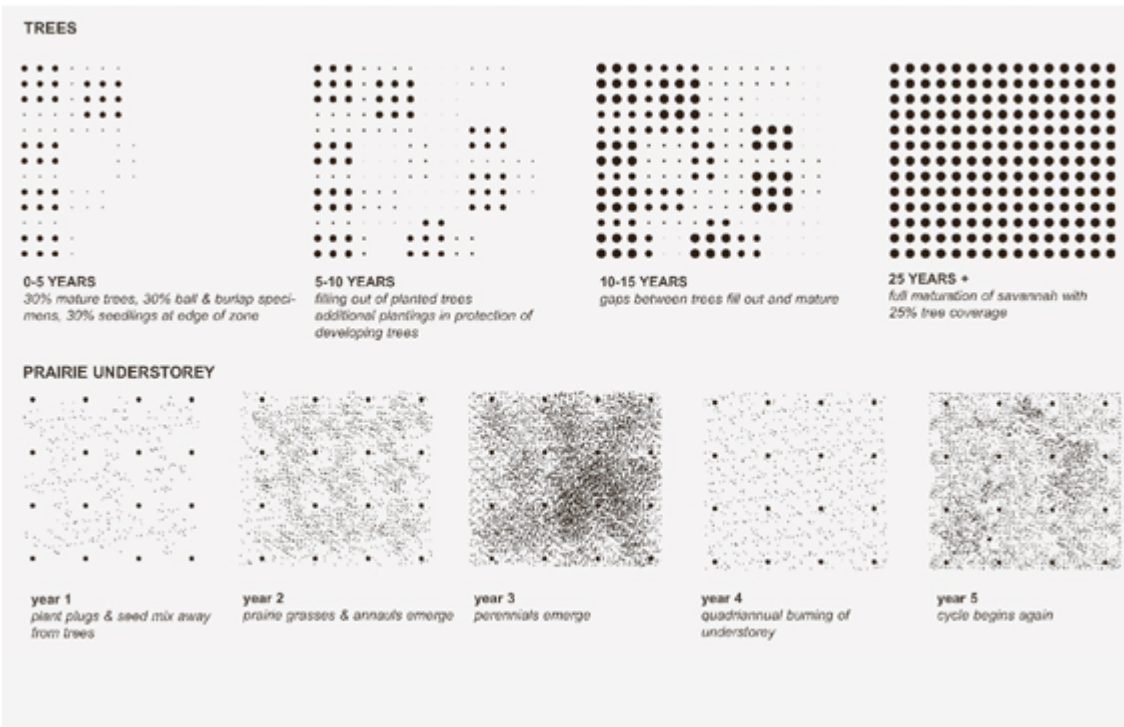 TREES
0-5 YEARS
30% mature trees, 30% ball & burlap speci-
mens, 30% seedlings at edge of zone
5-10 YEARS
filling out of planted trees
additional plantings in protection of
developing trees
10-15 YEARS
gaps between trees fill out and mature
25 YEARS +
full maturation of savannah with
25% tree coverage
PRAIRIE UNDERSTOREY
year 1
plant plugs & seed mix away
from trees
year 2
prairie grasses & annauls emerge
year 3
perennials emerge
year 4
quadriannual burning of
understorey
year 5
cycle begins again